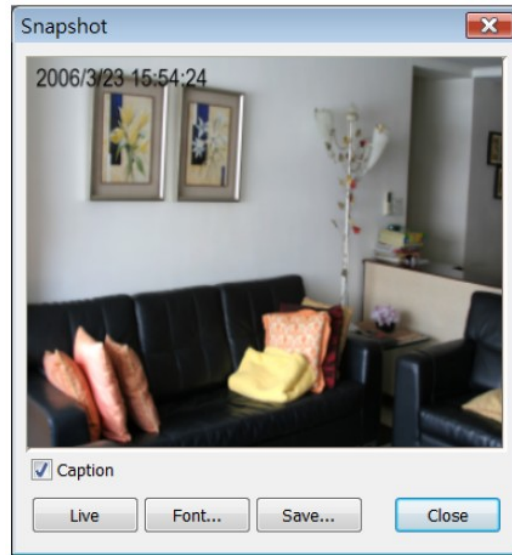 Snapshot
2006/3/23 15:54:24
Caption
Live
Font...
Save...
Close